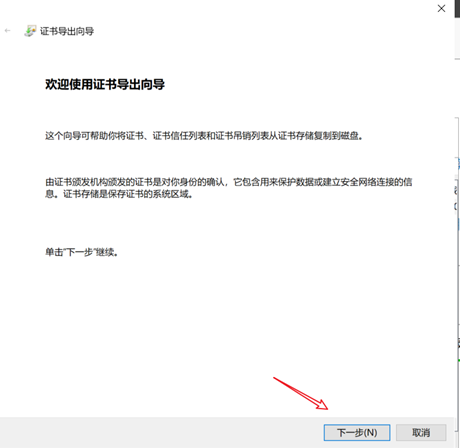 证书导出向导
欢迎使用证书导出向导
这个向导可帮助你将证书、证书信任列表和证书吊销列表从证书存储复制到磁盘。
由证书颁发机构颁发的证书是对你身份的确认，它包含用来保护数据或建立安全网络连接的信
息。证书存储是保存证书的系统区域。
单击"下一步"继续。
下一步(N)
取消